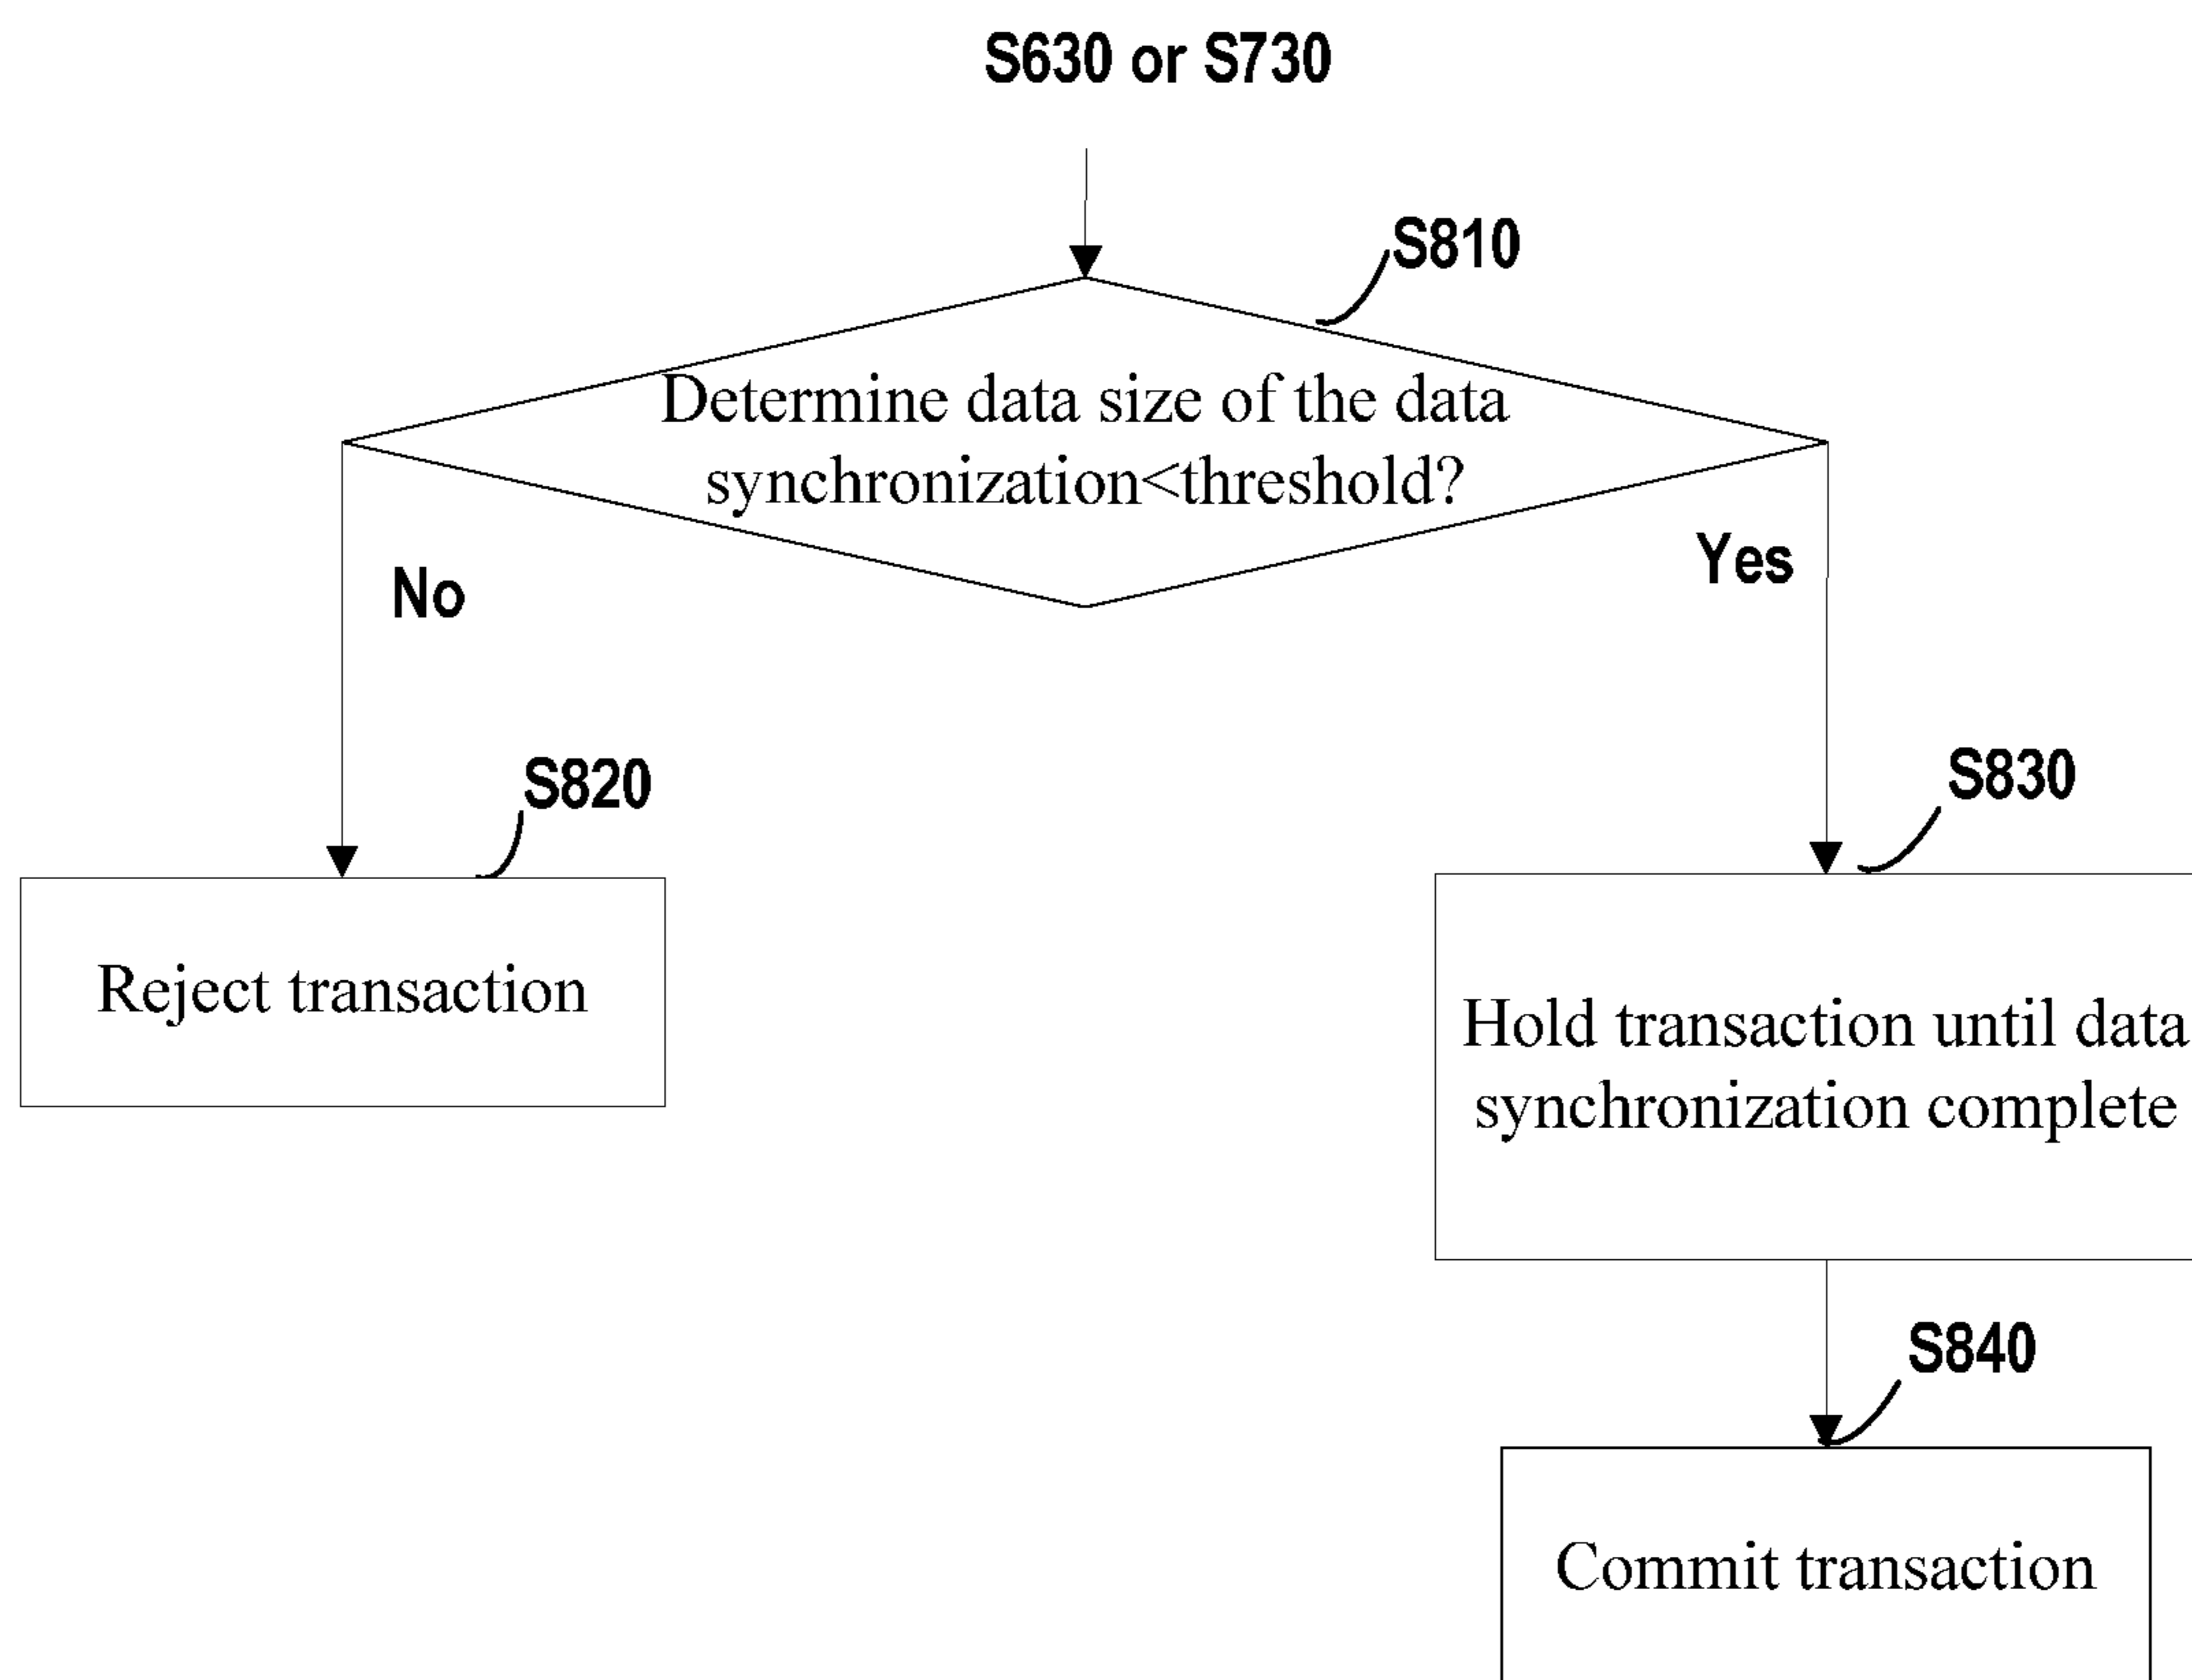 S630 or S730
S810
Determine data size of the data
synchronization<threshold?
No
Yes
S820
S830
Reject transaction
Hold transaction until data
synchronization complete
S840
Commit transaction